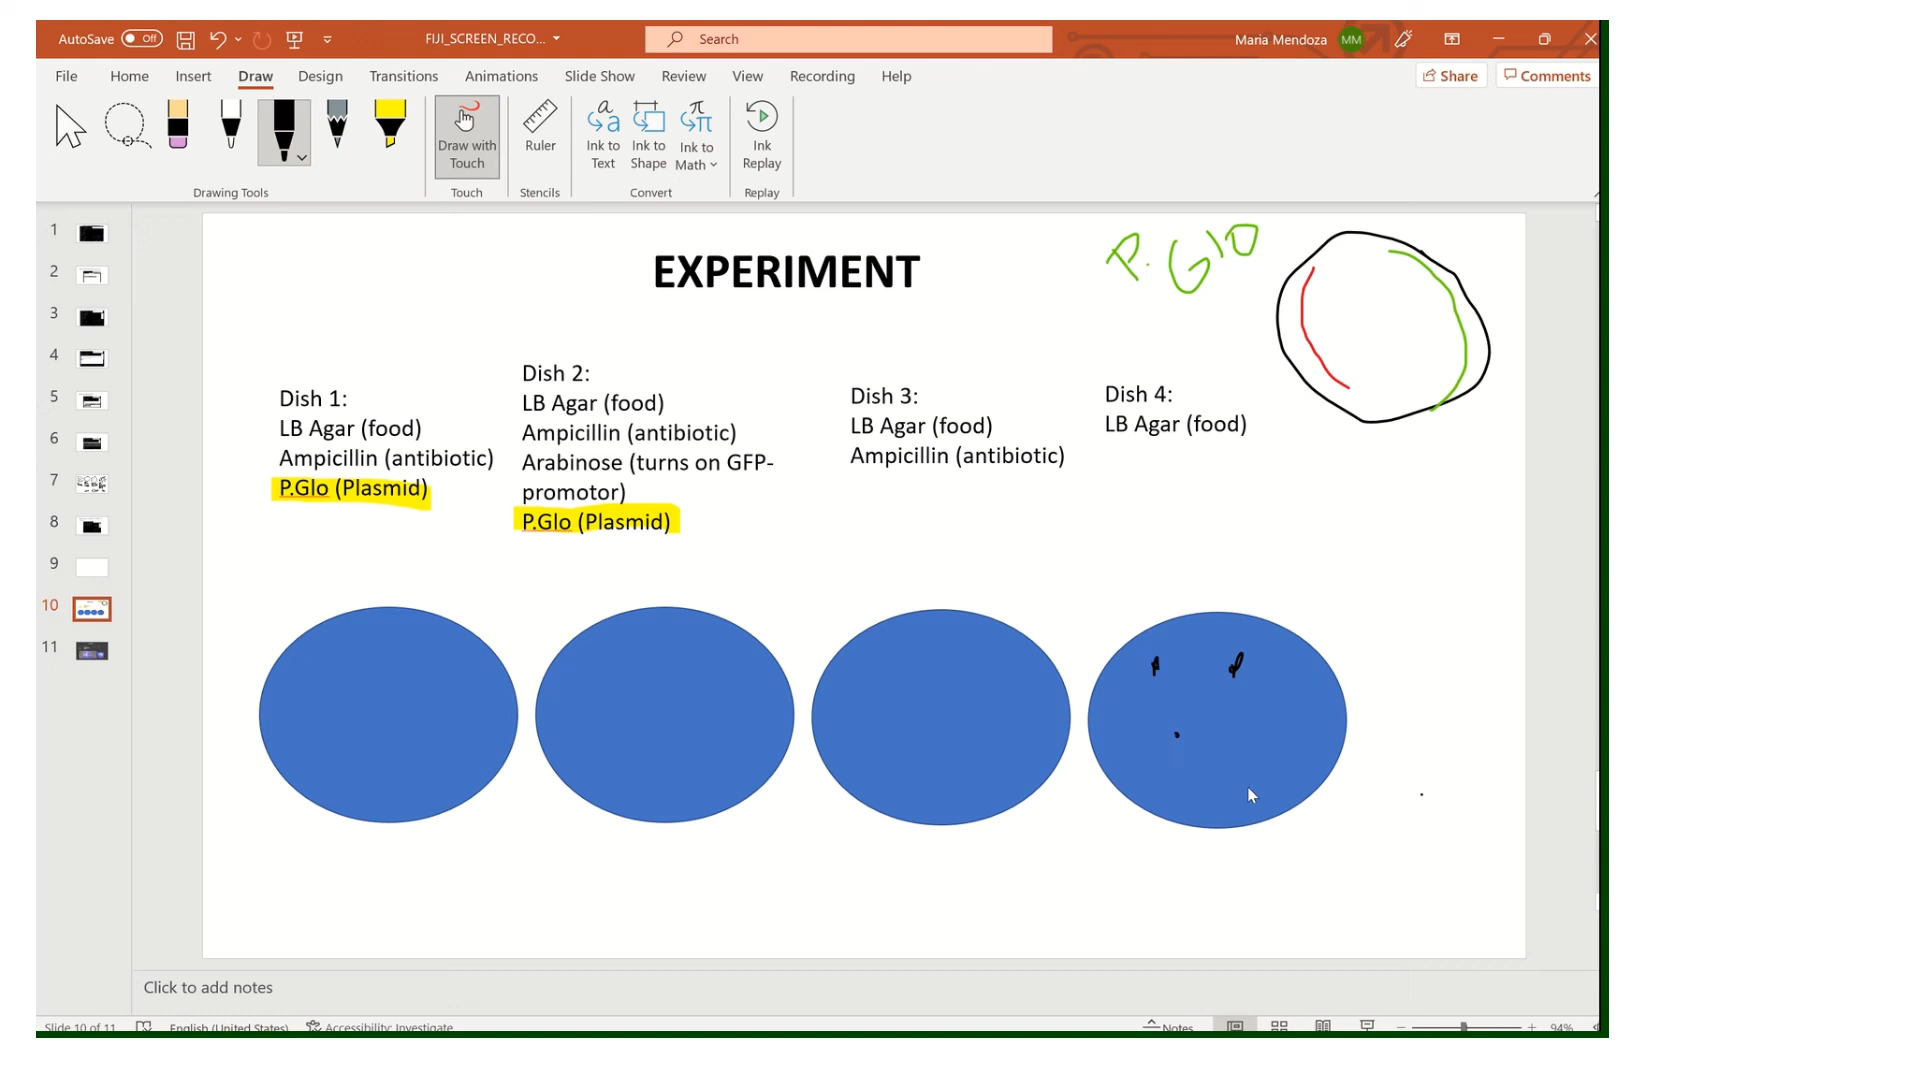 AutoSave Off FIJI_SCREEN_RECO... Search Maria Mendoza MM
File Home Insert Draw Design Transitions Animations Slide Show Review View Recording Help Share Comments
Draw with Touch Ruler Ink to Text Ink to Shape Ink to Math Ink Replay
Drawing Tools Touch Stencils Convert Replay
1
2
3
4
5
6
7
8
9
10
11
EXPERIMENT
P. Glo
Dish 1:
LB Agar (food)
Ampicillin (antibiotic)
P.Glo (Plasmid)
Dish 2:
LB Agar (food)
Ampicillin (antibiotic)
Arabinose (turns on GFP-
promotor)
P.Glo (Plasmid)
Dish 3:
LB Agar (food)
Ampicillin (antibiotic)
Dish 4:
LB Agar (food)
Click to add notes
Slide 10 of 11 English (United States) Accessibility: Investigate Notes 94%